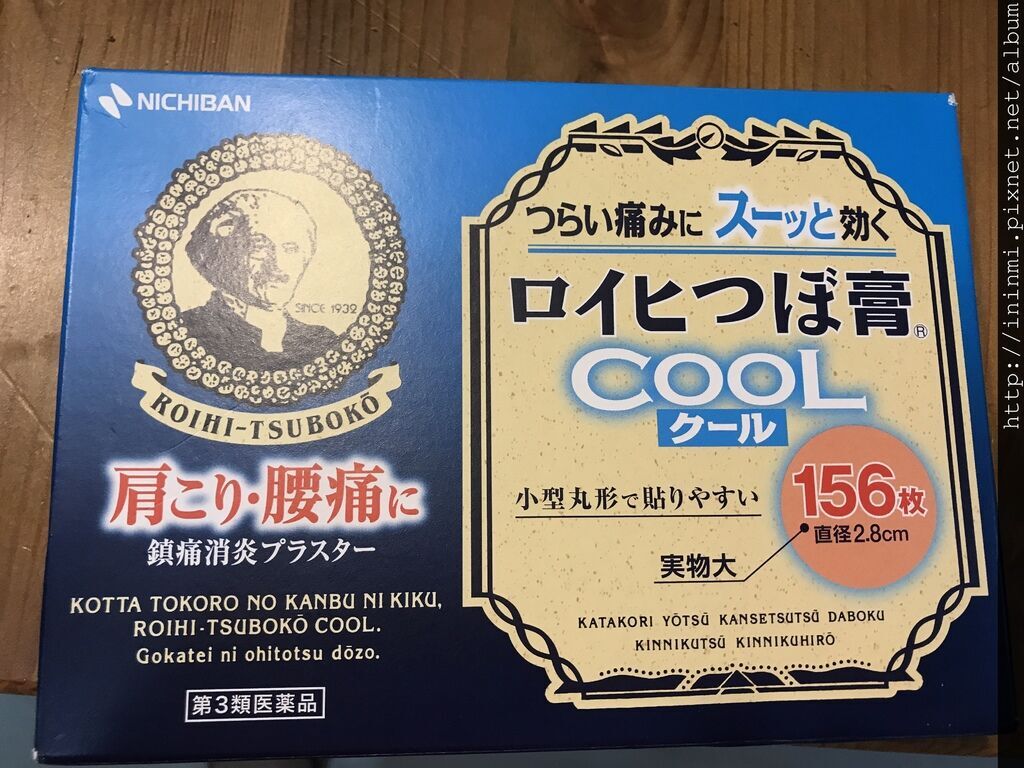 NICHIBAN
SINCE 1932
ROIHI-TSUBOKŌ
肩こり・腰痛に
鎮痛消炎プラスター
KOTTA TOKORO NO KANBU NI KIKU,
ROIHI-TSUBOKŌ COOL.
Gokatei ni ohitotsu dōzo.
第3類医薬品
つらい痛みに スーッと効く
ロイヒつぼ膏®
COOL
クール
小型丸形で貼りやすい
156枚
直径2.8cm
実物大
KATAKORI YŌTSŪ KANSETSUTSŪ DABOKU
KINNIKUTSŪ KINNIKUHIRŌ
http://ininmi.pixnet.net/album